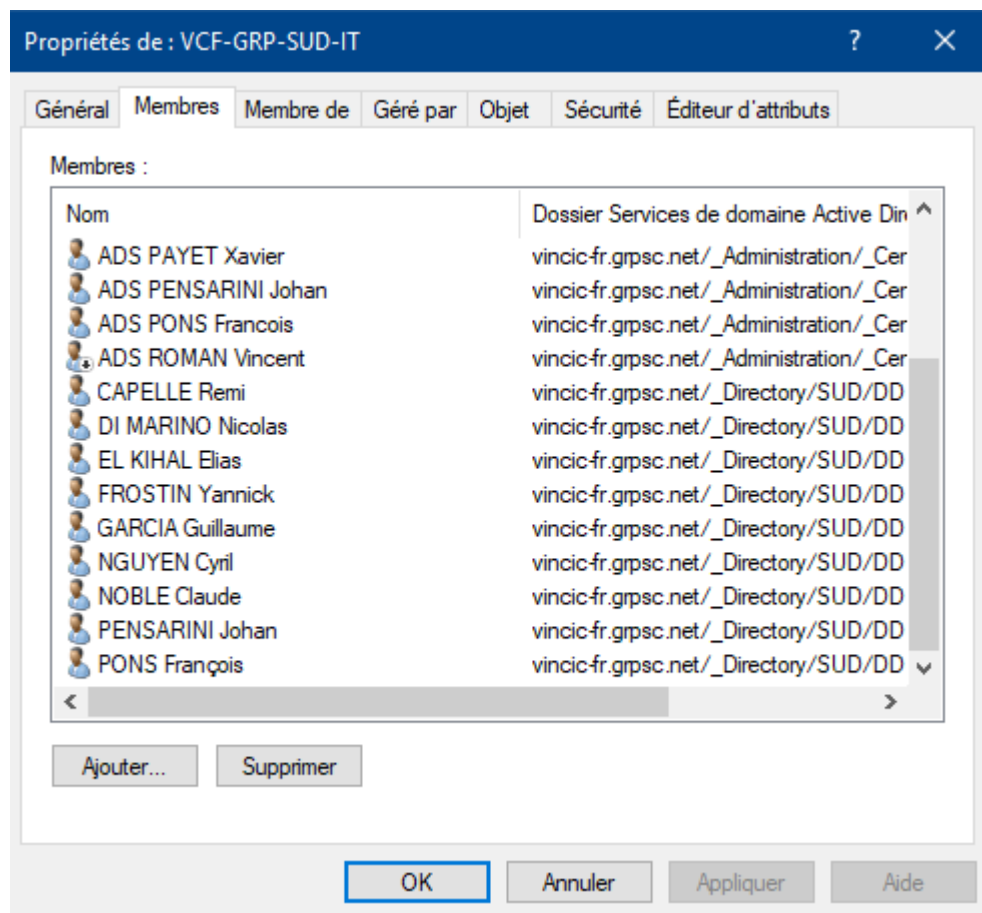 Propriétés de : VCF-GRP-SUD-IT ? ×
Général Membres Membre de Géré par Objet Sécurité Éditeur d'attributs
Membres :
Nom Dossier Services de domaine Active Dir
ADS PAYET Xavier vincic-fr.grpsc.net/_Administration/_Cer
ADS PENSARINI Johan vincic-fr.grpsc.net/_Administration/_Cer
ADS PONS Francois vincic-fr.grpsc.net/_Administration/_Cer
ADS ROMAN Vincent vincic-fr.grpsc.net/_Administration/_Cer
CAPELLE Remi vincic-fr.grpsc.net/_Directory/SUD/DD
DI MARINO Nicolas vincic-fr.grpsc.net/_Directory/SUD/DD
EL KIHAL Elias vincic-fr.grpsc.net/_Directory/SUD/DD
FROSTIN Yannick vincic-fr.grpsc.net/_Directory/SUD/DD
GARCIA Guillaume vincic-fr.grpsc.net/_Directory/SUD/DD
NGUYEN Cyril vincic-fr.grpsc.net/_Directory/SUD/DD
NOBLE Claude vincic-fr.grpsc.net/_Directory/SUD/DD
PENSARINI Johan vincic-fr.grpsc.net/_Directory/SUD/DD
PONS François vincic-fr.grpsc.net/_Directory/SUD/DD
Ajouter... Supprimer
OK Annuler Appliquer Aide